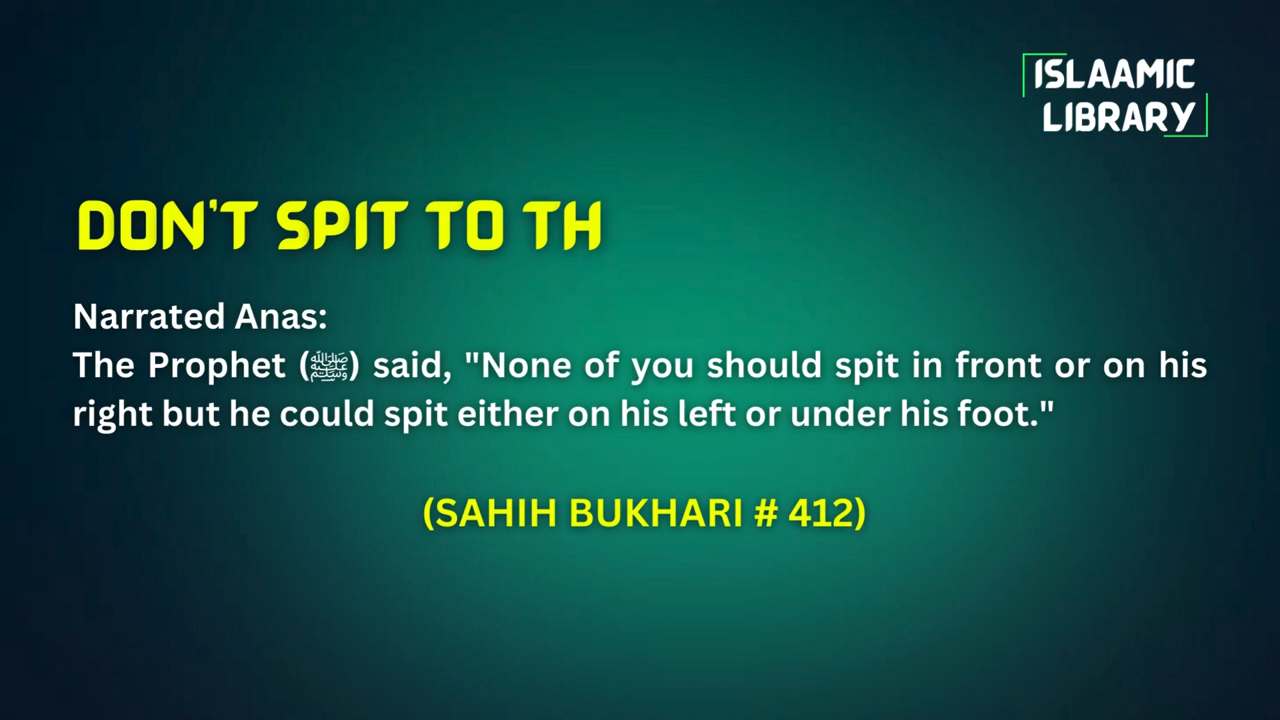 ISLAAMIC
LIBRARY
DON'T SPIT TO TH
Narrated Anas:
The Prophet (ﷺ) said, "None of you should spit in front or on his
right but he could spit either on his left or under his foot."
(SAHIH BUKHARI # 412)